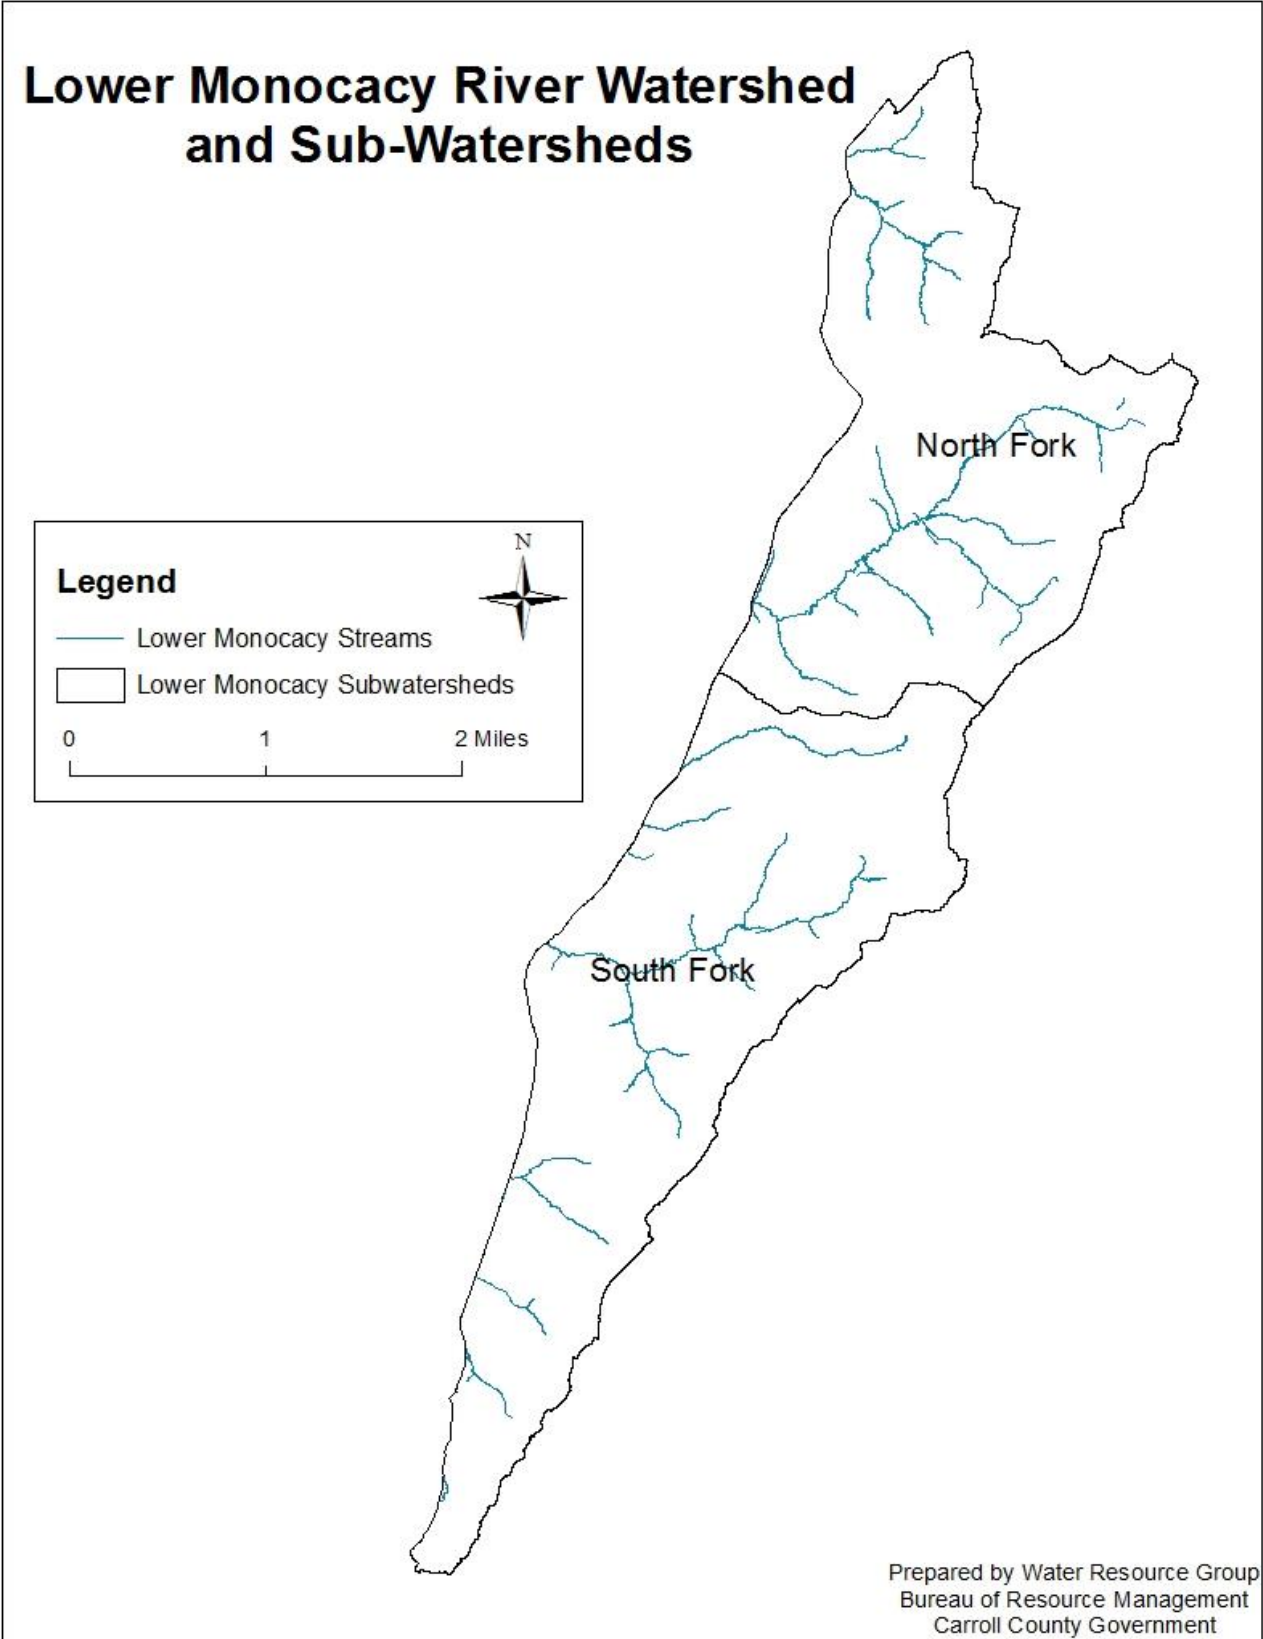 Lower Monocacy River Watershed
and Sub-Watersheds
North Fork
N
Legend
Lower Monocacy Streams
Lower Monocacy Subwatersheds
0 1 2 Miles
South Fork
Prepared by Water Resource Group
Bureau of Resource Management
Carroll County Government